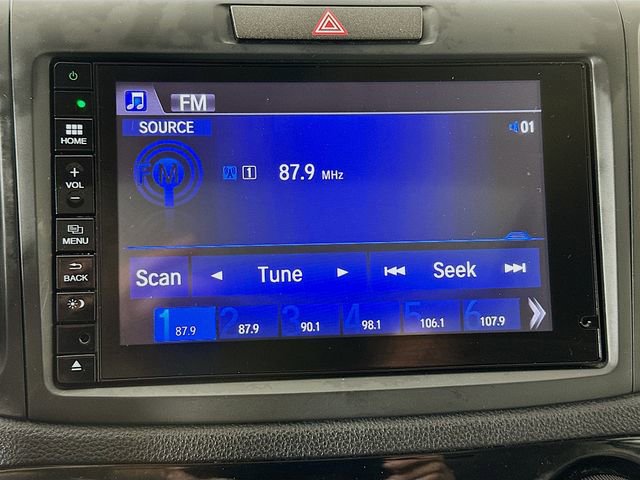 FM
SOURCE
01
HOME
FM
1
87.9 MHz
+
VOL
−
MENU
BACK
Scan
Tune
Seek
1 87.9
2 87.9
3 90.1
4 98.1
5 106.1
6 107.9